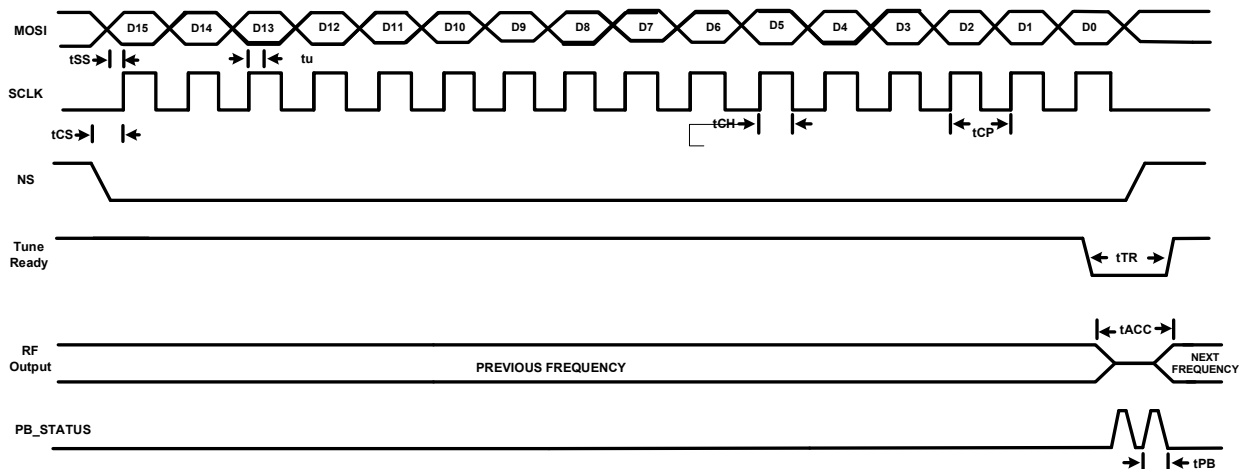 MOSI
D15 D14 D13 D12 D11 D10 D9 D8 D7 D6 D5 D4 D3 D2 D1 D0
tSS
tu
SCLK
tCS
tCH
tCP
NS
Tune
Ready
tTR
tACC
RF
Output
PREVIOUS FREQUENCY
NEXT
FREQUENCY
PB_STATUS
tPB